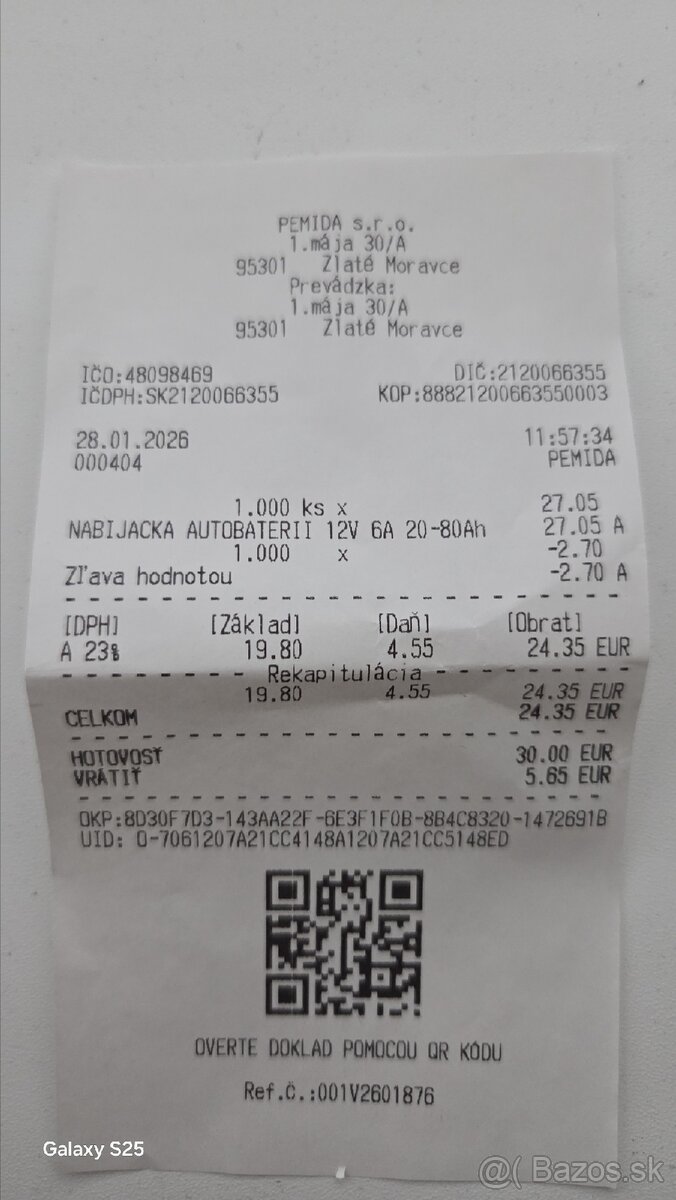 PEMIDA s.r.o.
1.mája 30/A
95301 Zlaté Moravce
Prevádzka:
1.mája 30/A
95301 Zlaté Moravce
IČO:48098469 DIČ:2120066355
IČDPH:SK2120066355 KOP:88821200663550003
28.01.2026 11:57:34
000404 PEMIDA
1.000 ks x 27.05
NABIJACKA AUTOBATERII 12V 6A 20-80Ah 27.05 A
1.000 x -2.70
Zľava hodnotou -2.70 A
[DPH] [Základ] [Daň] [Obrat]
A 23% 19.80 4.55 24.35 EUR
Rekapitulácia
19.80 4.55 24.35 EUR
CELKOM 24.35 EUR
HOTOVOSŤ 30.00 EUR
VRÁTIŤ 5.65 EUR
OKP:8D30F7D3-143AA22F-6E3F1F0B-8B4C8320-1472691B
UID: O-7061207A21CC4148A1207A21CC5148ED
OVERTE DOKLAD POMOCOU QR KÓDU
Ref.č.:001V2601876
Galaxy S25
@( Bazos.sk